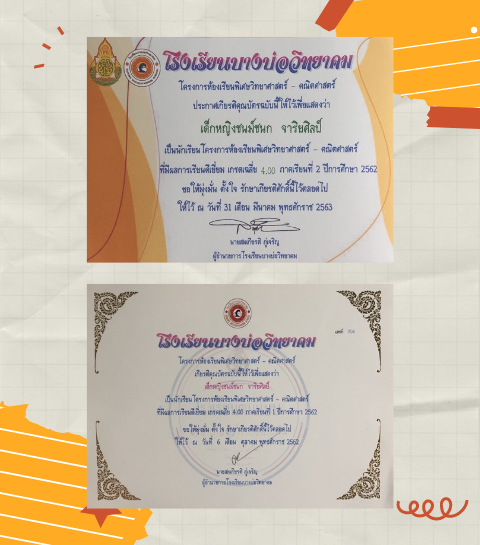 โรงเรียนบางบ่อวิทยาคม
โครงการห้องเรียนพิเศษวิทยาศาสตร์ – คณิตศาสตร์
ประกาศเกียรติคุณบัตรฉบับนี้ให้ไว้เพื่อแสดงว่า
เด็กหญิงชนม์ชนก จาริยศิลป์
เป็นนักเรียนโครงการห้องเรียนพิเศษวิทยาศาสตร์ – คณิตศาสตร์
ที่มีผลการเรียนดีเยี่ยม เกรดเฉลี่ย 4.00 ภาคเรียนที่ 2 ปีการศึกษา 2562
ขอให้มุ่งมั่น ตั้งใจ รักษาเกียรติศักดิ์นี้ไว้ตลอดไป
ให้ไว้ ณ วันที่ 31 เดือน มีนาคม พุทธศักราช 2563
นายสมเกียรติ ภู่เจริญ
ผู้อำนวยการโรงเรียนบางบ่อวิทยาคม
เลขที่
โรงเรียนบางบ่อวิทยาคม
โครงการห้องเรียนพิเศษวิทยาศาสตร์ – คณิตศาสตร์
เกียรติคุณบัตรฉบับนี้ให้ไว้เพื่อแสดงว่า
เด็กหญิงชนม์ชนก จาริยศิลป์
เป็นนักเรียนโครงการห้องเรียนพิเศษวิทยาศาสตร์ – คณิตศาสตร์
ที่มีผลการเรียนดีเยี่ยม เกรดเฉลี่ย 4.00 ภาคเรียนที่ 1 ปีการศึกษา 2562
ขอให้มุ่งมั่น ตั้งใจ รักษาเกียรติศักดิ์นี้ไว้ตลอดไป
ให้ไว้ ณ วันที่ 6 เดือน ตุลาคม พุทธศักราช 2562
นายสมเกียรติ ภู่เจริญ
ผู้อำนวยการโรงเรียนบางบ่อวิทยาคม